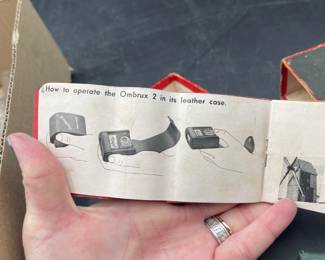 How to operate the Ombrux 2 in its leather case.